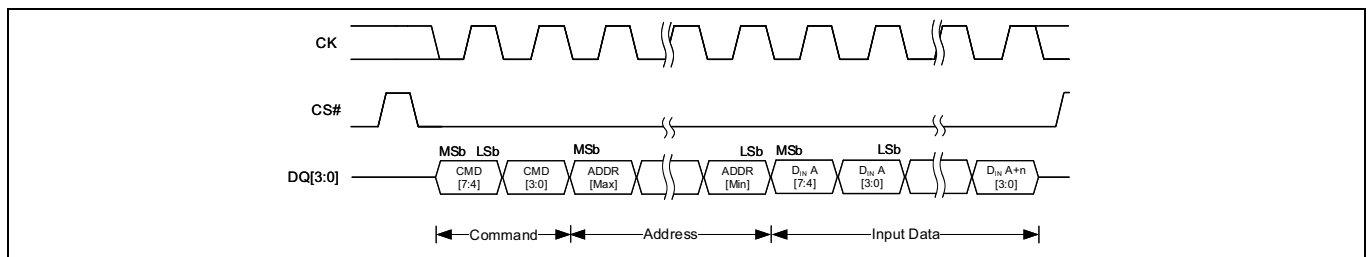 CK
CS#
MSb LSb MSb LSb MSb LSb
DQ[3:0] CMD CMD ADDR ADDR DIN A DIN A DIN A+n
[7:4] [3:0] [Max] [Min] [7:4] [3:0] [3:0]
Command Address Input Data